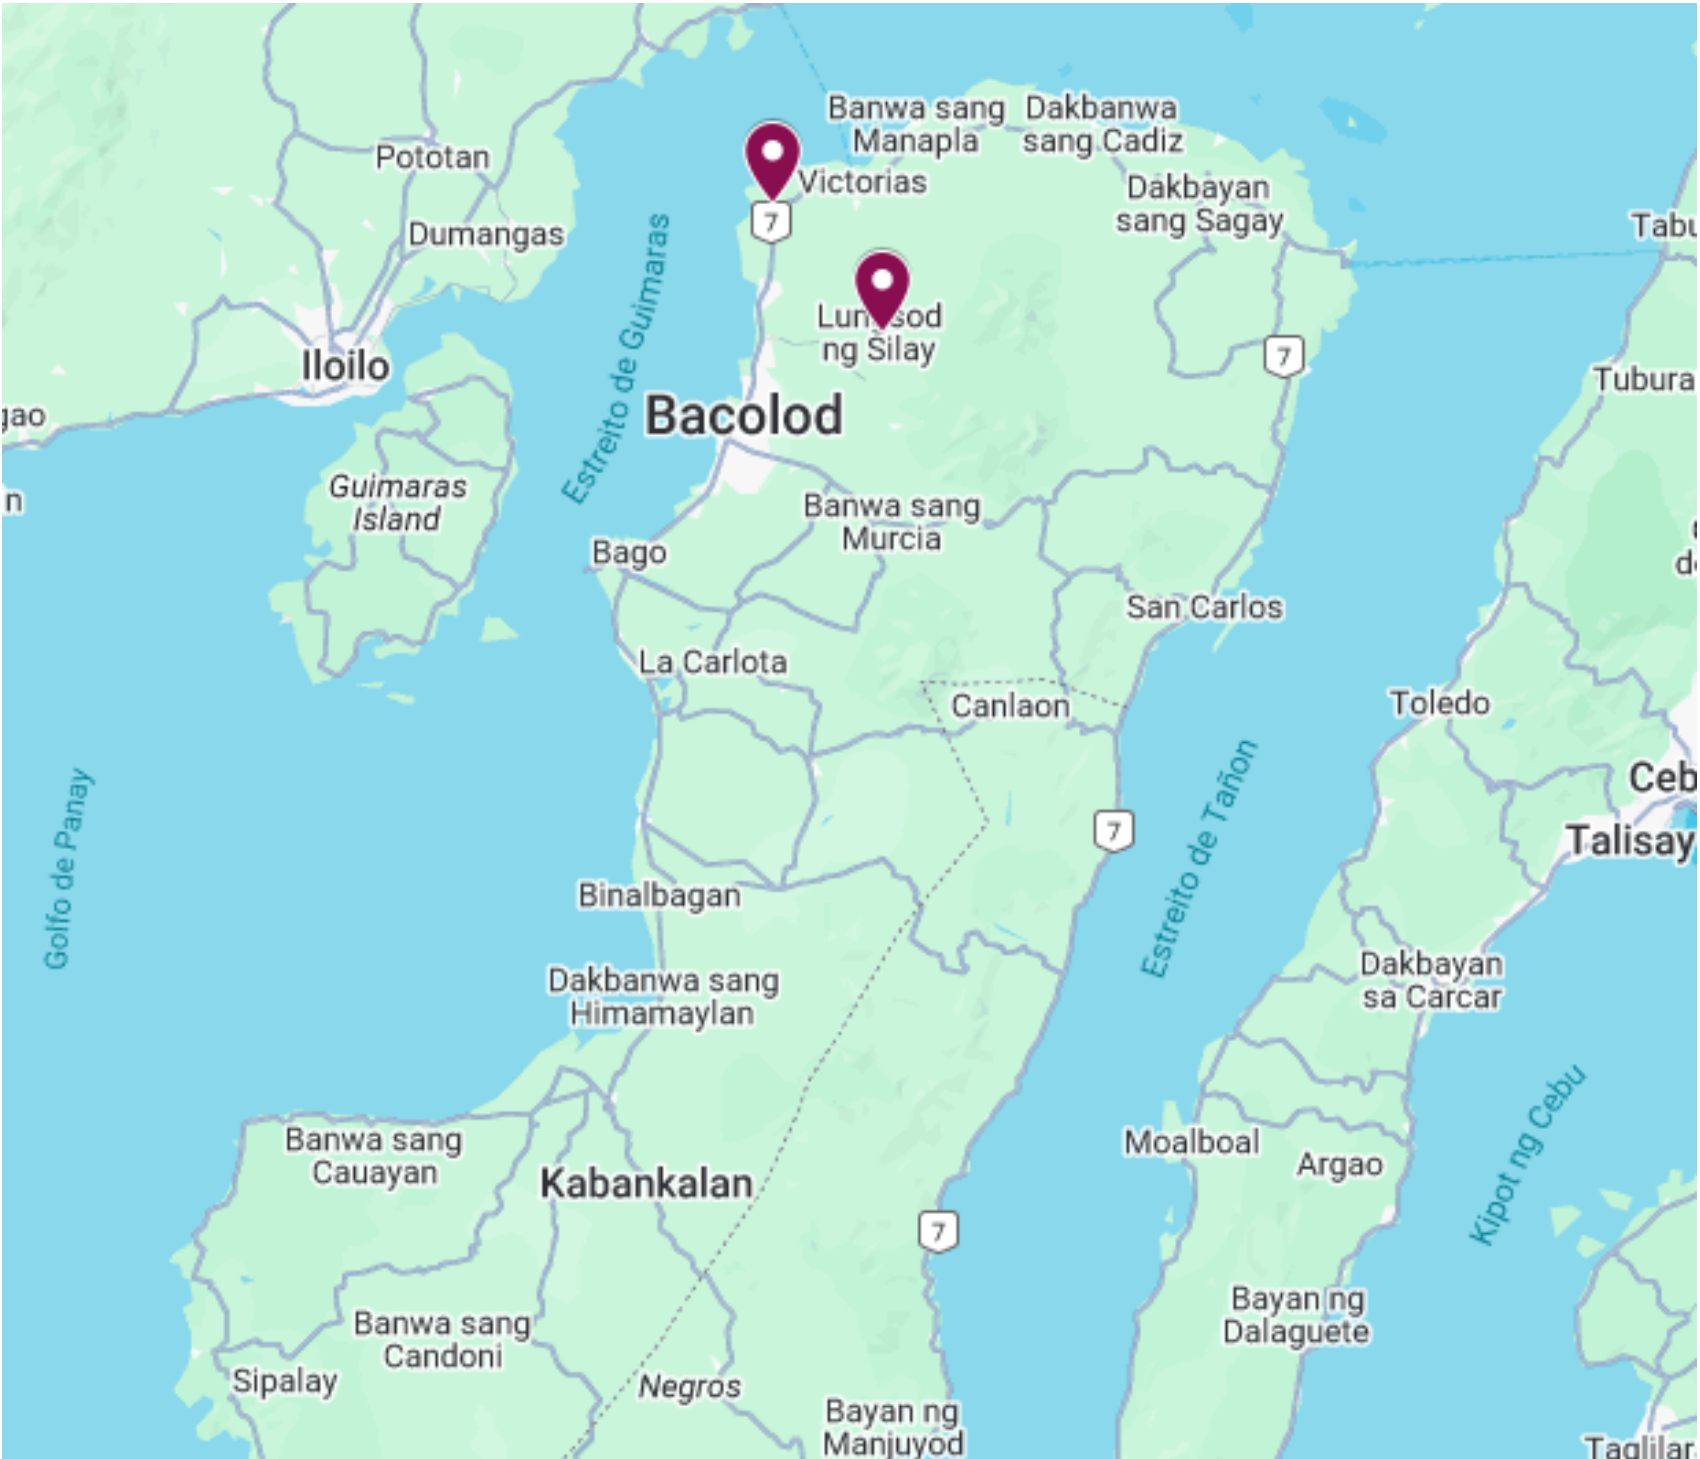 Banwa sang
Manapla
Dakbanwa
sang Cadiz
Pototan
Victorias
Dakbayan
sang Sagay
7
Dumangas
Tabu
Estreito de Guimaras
Lun sod
ng Silay
7
Iloilo
Tubura
gao
Bacolod
Guimaras
Island
n
Banwa sang
Murcia
Bago
San Carlos
La Carlota
Canlaon
Toledo
Ceb
Estreito de Tañon
Golfo de Panay
7
Talisay
Binalbagan
Dakbayan
sa Carcar
Dakbanwa sang
Himamaylan
Kipot ng Cebu
Banwa sang
Cauayan
Moalboal
Argao
Kabankalan
7
Bayan ng
Dalaguete
Banwa sang
Candoni
Sipalay
Negros
Bayan ng
Manjuyod
Taglilar